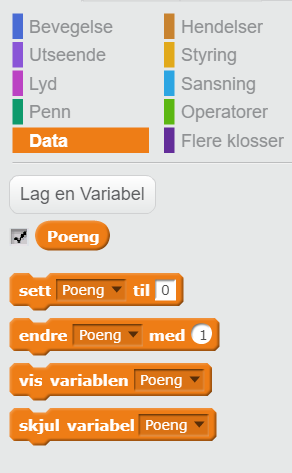 Bevegelse Hendelser
Utseende Styring
Lyd Sansning
Penn Operatorer
Data Flere klosser
Lag en Variabel
Poeng
sett Poeng til 0
endre Poeng med 1
vis variablen Poeng
skjul variabel Poeng